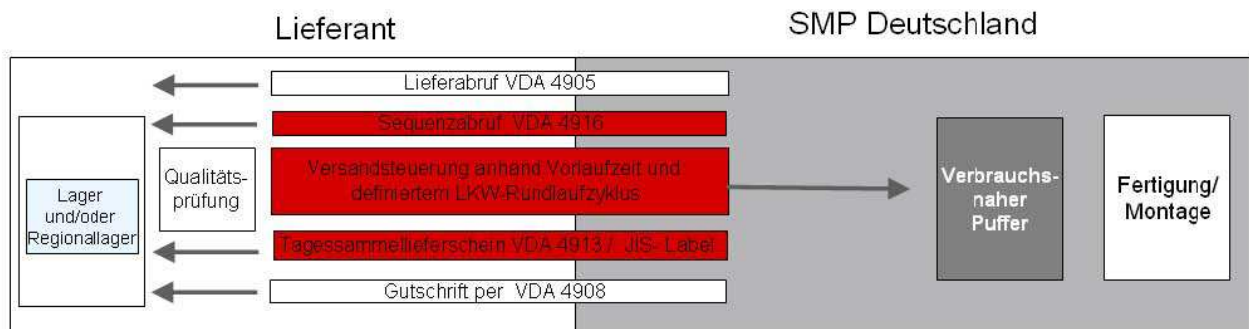 Lieferant
SMP Deutschland
Lieferabruf VDA 4905
Sequenzabruf VDA 4916
Versandsteuerung anhand Vorlaufzeit und
definiertem LKW-Rundlaufzyklus
Qualitäts-
prüfung
Lager
und/oder
Regionallager
Verbrauchs-
naher
Puffer
Fertigung/
Montage
Tagessammellieferschein VDA 4913 / JIS- Label
Gutschrift per VDA 4908